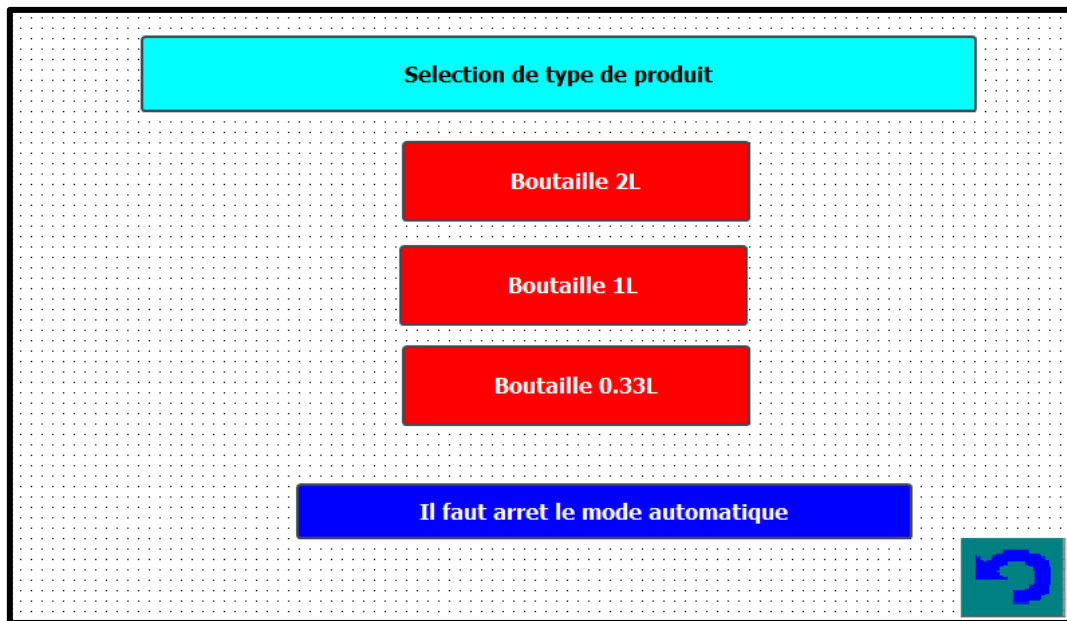 Selection de type de produit
Boutaille 2L
Boutaille 1L
Boutaille 0.33L
Il faut arret le mode automatique